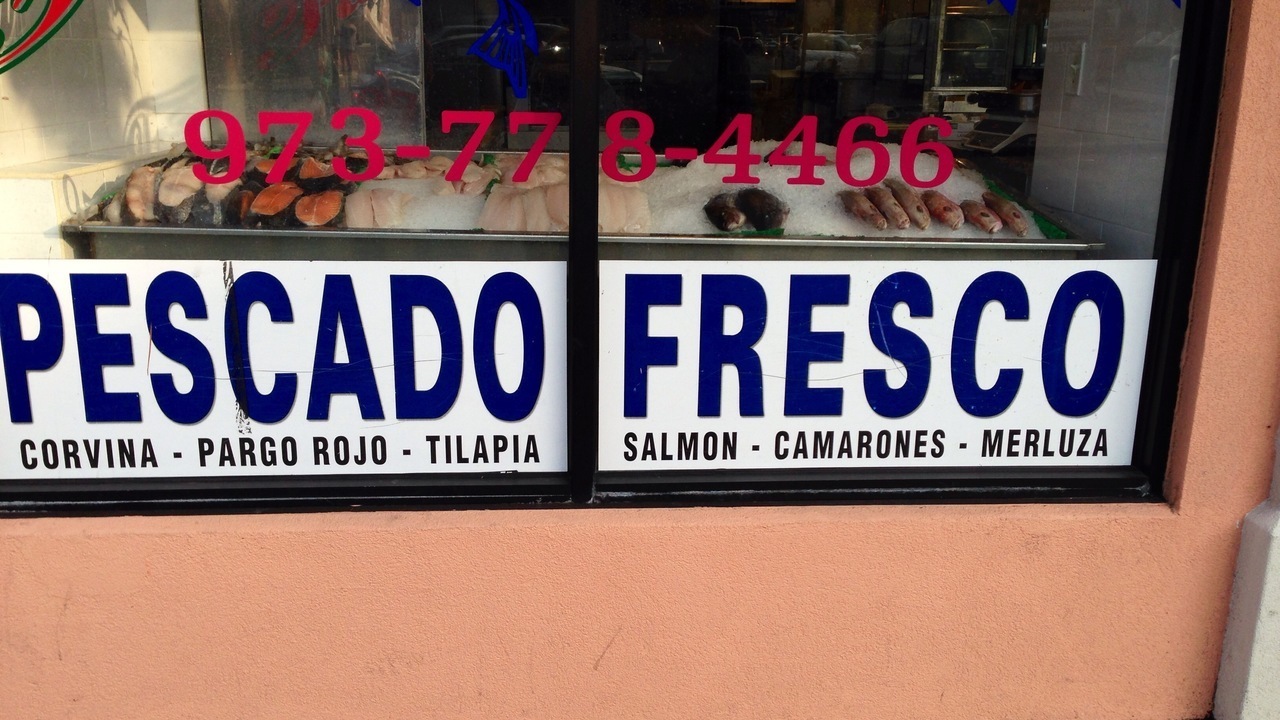 973-778-4466
PESCADO FRESCO
CORVINA - PARGO ROJO - TILAPIA
SALMON - CAMARONES - MERLUZA